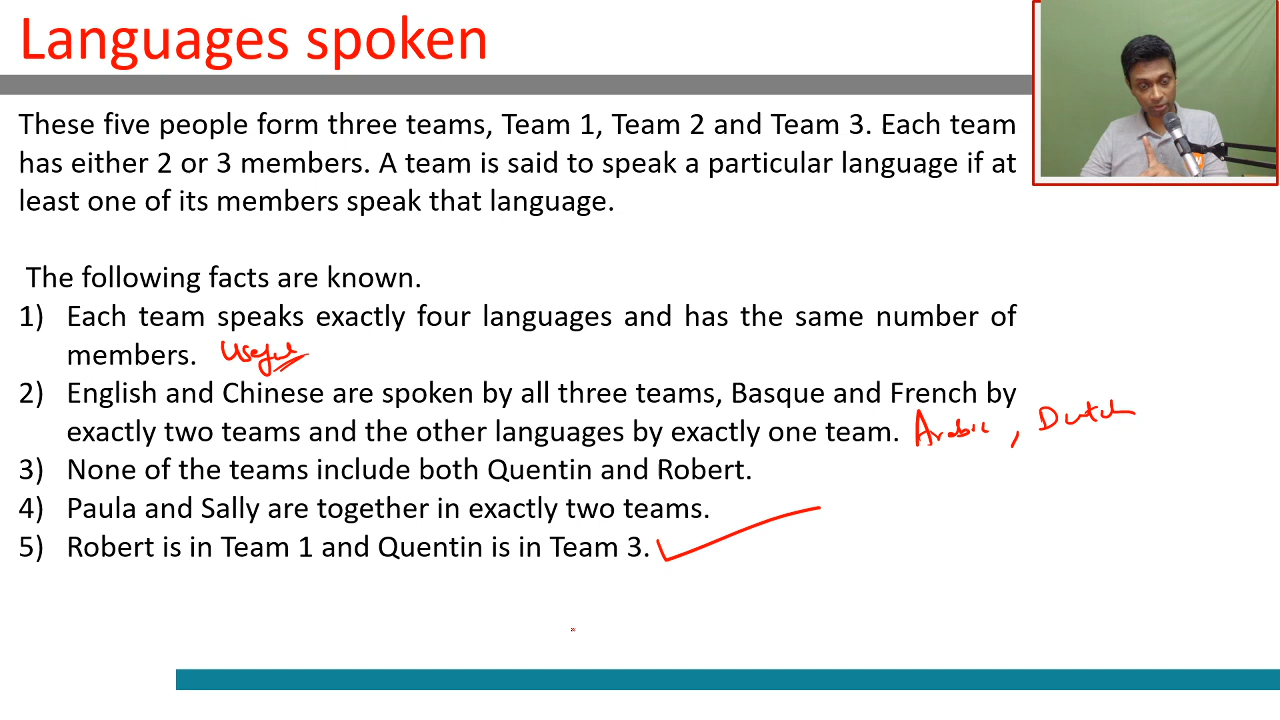 Languages spoken
These five people form three teams, Team 1, Team 2 and Team 3. Each team
has either 2 or 3 members. A team is said to speak a particular language if at
least one of its members speak that language.
The following facts are known.
1) Each team speaks exactly four languages and has the same number of
members. Useful
2) English and Chinese are spoken by all three teams, Basque and French by
exactly two teams and the other languages by exactly one team. Arabic, Dutch
3) None of the teams include both Quentin and Robert.
4) Paula and Sally are together in exactly two teams.
5) Robert is in Team 1 and Quentin is in Team 3.